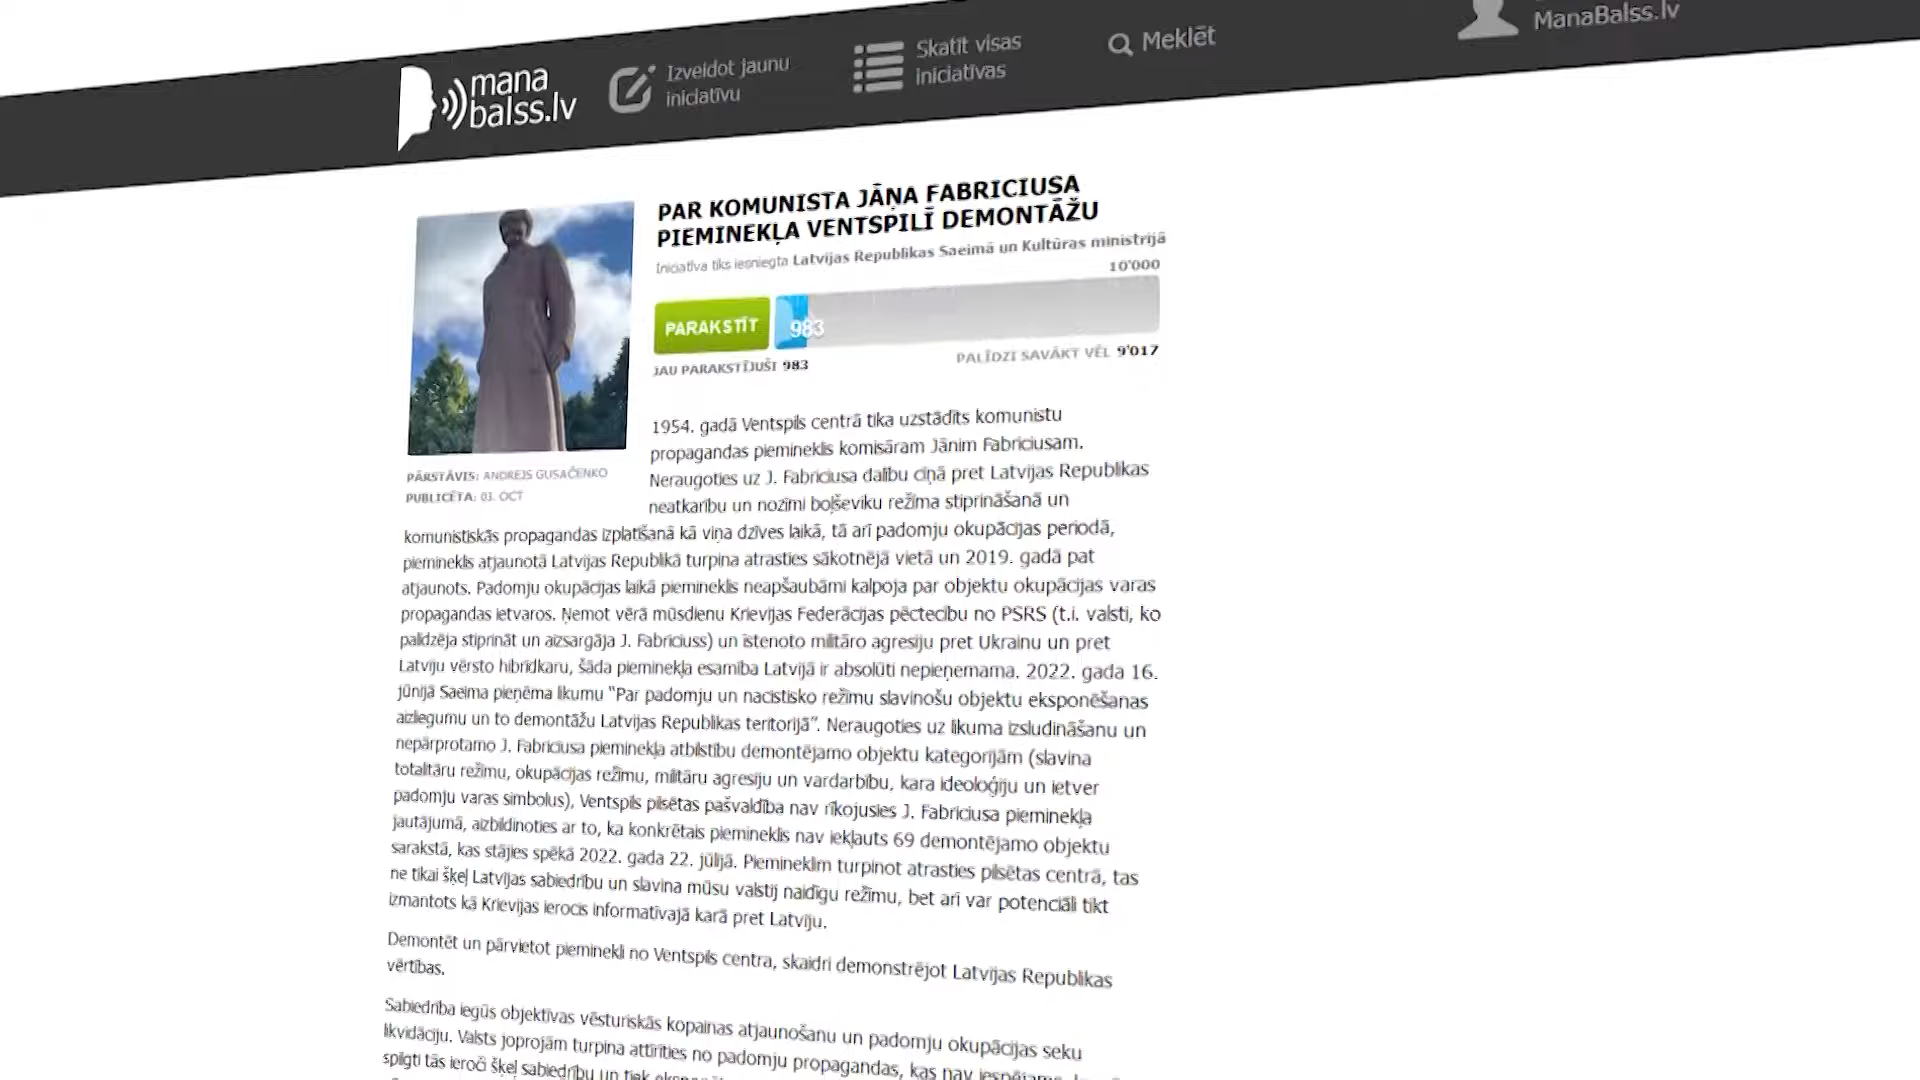 mana
balss.lv
Izveidot jaunu
iniciatīvu
Skatīt visas
iniciatīvas
Meklēt
ManaBalss.lv
PAR KOMUNISTA JĀŅA FABRICIUSA
PIEMINEKĻA VENTSPILĪ DEMONTĀŽU
Iniciatīva tiks iesniegta Latvijas Republikas Saeimā un Kultūras ministrijā
10'000
PARAKSTĪT
983
JAU PARAKSTĪJUŠI 983
PALĪDZI SAVĀKT VĒL 9'017
PĀRSTĀVIS: ANDREJS GUSAČENKO
PUBLICĒTA: 03. OCT
1954. gadā Ventspils centrā tika uzstādīts komunistu
propagandas piemineklis komisāram Jānim Fabriciusam.
Neraugoties uz J. Fabriciusa dalību cīņā pret Latvijas Republikas
neatkarību un nozīmi boļševiku režīma stiprināšanā un
komunistiskās propagandas izplatīšanā kā viņa dzīves laikā, tā arī padomju okupācijas periodā,
piemineklis atjaunotā Latvijas Republikā turpina atrasties sākotnējā vietā un 2019. gadā pat
atjaunots. Padomju okupācijas laikā piemineklis neapšaubāmi kalpoja par objektu okupācijas varas
propagandas ietvaros. Ņemot vērā mūsdienu Krievijas Federācijas pēctecību no PSRS (t.i. valsti, ko
palīdzēja stiprināt un aizsargāja J. Fabriciuss) un īstenoto militāro agresiju pret Ukrainu un pret
Latviju vērsto hibrīdkaru, šāda pieminekļa esamība Latvijā ir absolūti nepieņemama. 2022. gada 16.
jūnijā Saeima pieņēma likumu "Par padomju un nacistisko režīmu slavinošu objektu eksponēšanas
aizliegumu un to demontāžu Latvijas Republikas teritorijā". Neraugoties uz likuma izsludināšanu un
nepārprotamo J. Fabriciusa pieminekļa atbilstību demontējamo objektu kategorijām (slavina
totalitāru režīmu, okupācijas režīmu, militāru agresiju un vardarbību, kara ideoloģiju un ietver
padomju varas simbolus), Ventspils pilsētas pašvaldība nav rīkojusies J. Fabriciusa pieminekļa
jautājumā, aizbildinoties ar to, ka konkrētais piemineklis nav iekļauts 69 demontējamo objektu
sarakstā, kas stājies spēkā 2022. gada 22. jūlijā. Piemineklim turpinot atrasties pilsētas centrā, tas
ne tikai šķeļ Latvijas sabiedrību un slavina mūsu valstij naidīgu režīmu, bet arī var potenciāli tikt
izmantots kā Krievijas ierocis informatīvajā karā pret Latviju.
Demontēt un pārvietot pieminekli no Ventspils centra, skaidri demonstrējot Latvijas Republikas
vērtības.
Sabiedrība iegūs objektīvas vēsturiskās kopainas atjaunošanu un padomju okupācijas seku
likvidāciju. Valsts joprojām turpina attīrīties no padomju propagandas, kas nav
spilgti tās ieroči šķeļ sabiedrību un tiek